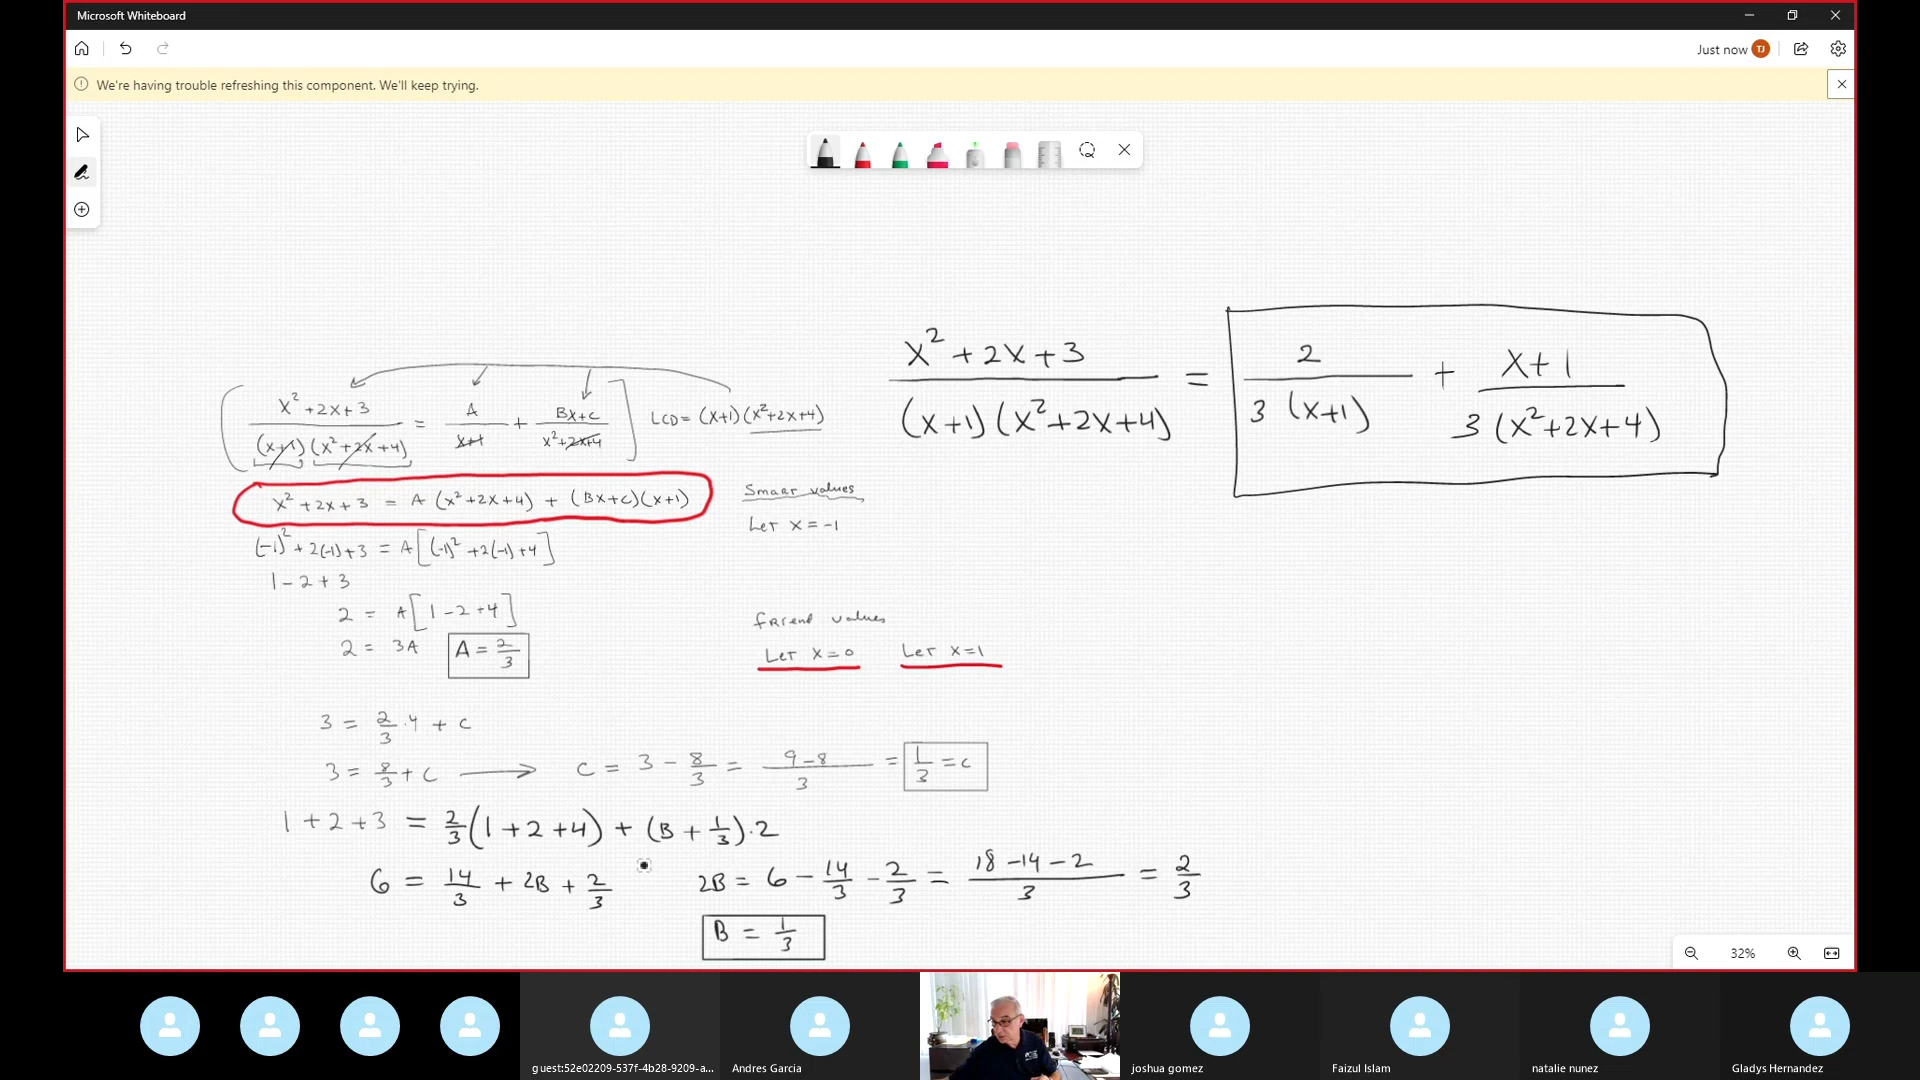 Microsoft Whiteboard
Just now TJ
We're having trouble refreshing this component. We'll keep trying.
x² + 2x + 3 / (x+1)(x²+2x+4) = 2 / 3(x+1) + x+1 / 3(x²+2x+4)
[x² + 2x + 3 / (x+1)(x²+2x+4) = A / x+1 + Bx+C / x²+2x+4] LCD = (x+1)(x²+2x+4)
x² + 2x + 3 = A(x²+2x+4) + (Bx+C)(x+1)
Smaar values
Let x = -1
(-1)² + 2(-1) + 3 = A[(-1)² + 2(-1) + 4]
1 - 2 + 3
2 = A[1 - 2 + 4]
2 = 3A A = 2/3
friend values
Let x = 0 Let x = 1
3 = 2/3 · 4 + C
3 = 8/3 + C → C = 3 - 8/3 = 9-8 / 3 = 1/3 = C
1 + 2 + 3 = 2/3 (1 + 2 + 4) + (B + 1/3) · 2
6 = 14/3 + 2B + 2/3 2B = 6 - 14/3 - 2/3 = 18 - 14 - 2 / 3 = 2/3
B = 1/3
32%
guest:52e02209-537f-4b28-9209-a...
Andres Garcia
joshua gomez
Faizul Islam
natalie nunez
Gladys Hernandez